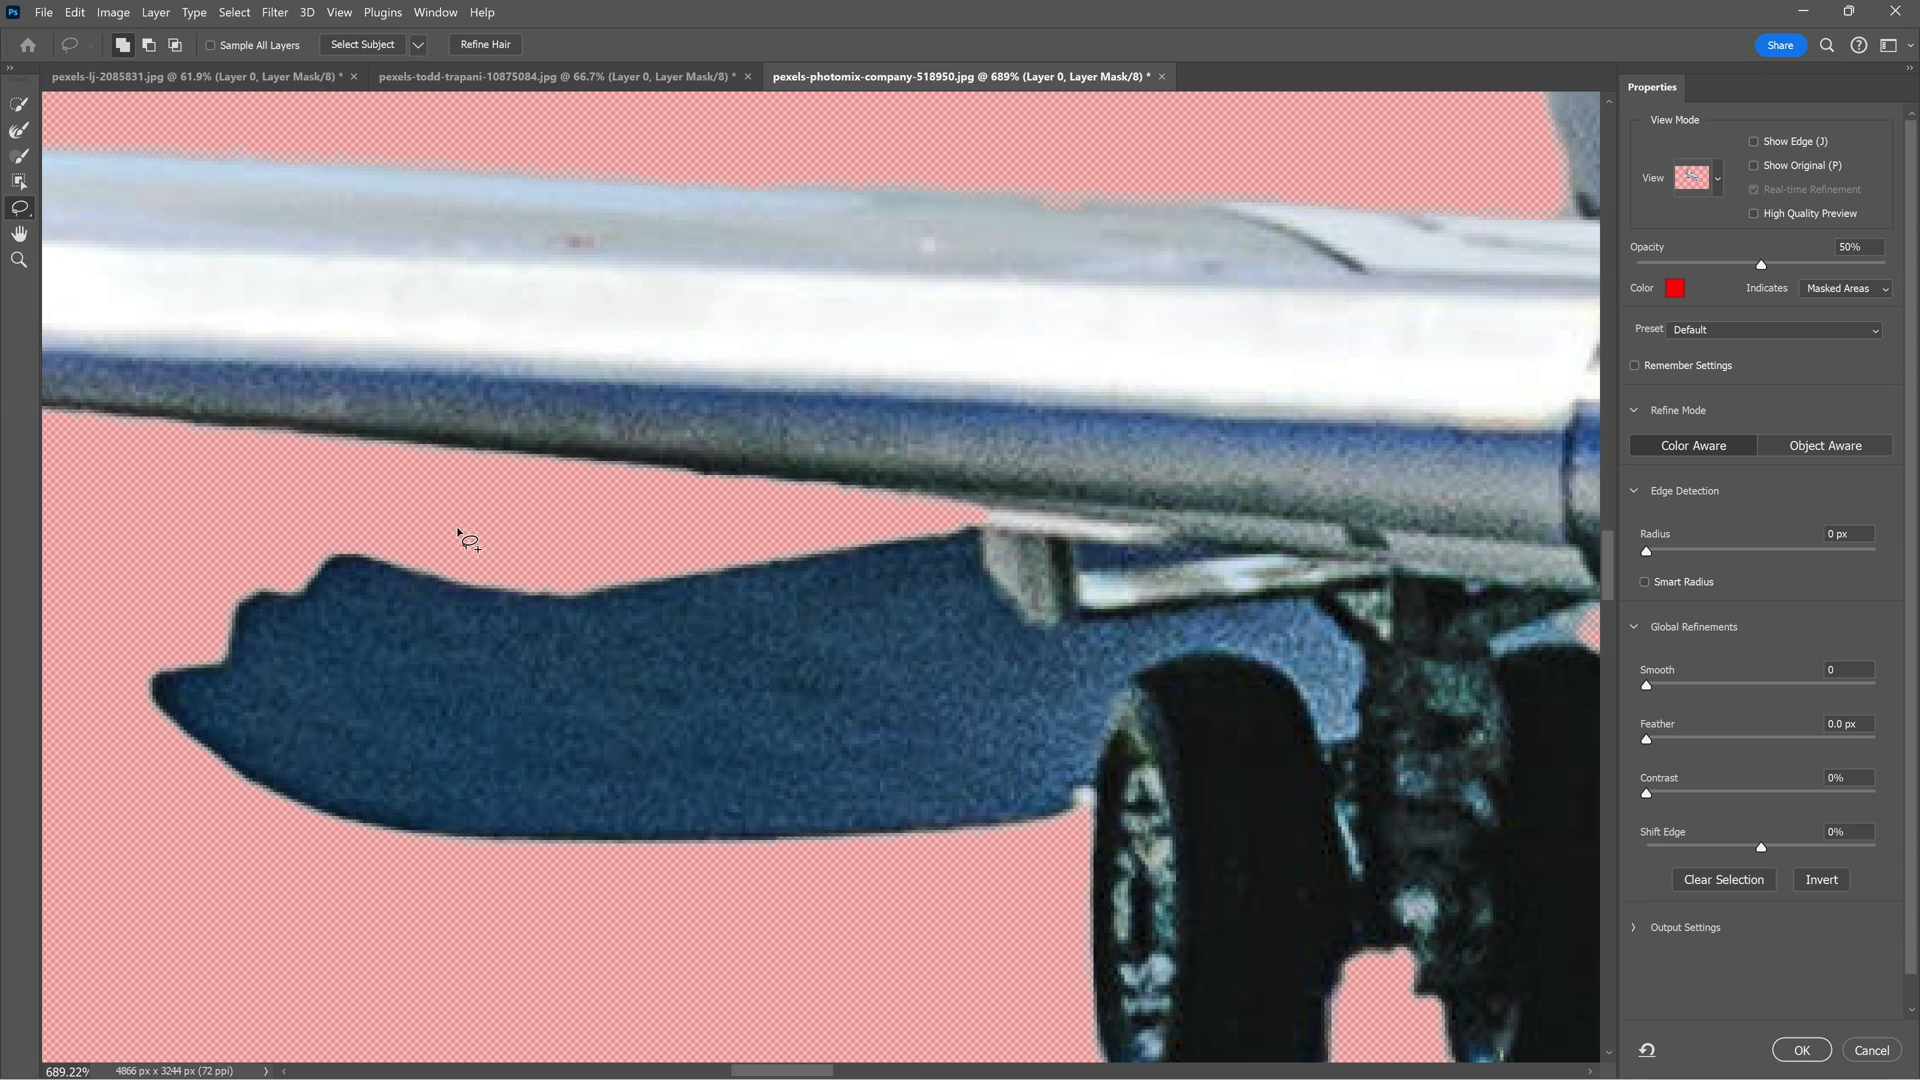 Ps File Edit Image Layer Type Select Filter 3D View Plugins Window Help
Sample All Layers Select Subject Refine Hair Share
pexels-lj-2085831.jpg @ 61.9% (Layer 0, Layer Mask/8) * × pexels-todd-trapani-10875084.jpg @ 66.7% (Layer 0, Layer Mask/8) * × pexels-photomix-company-518950.jpg @ 689% (Layer 0, Layer Mask/8) * ×
Properties
View Mode
Show Edge (J)
Show Original (P)
View
Real-time Refinement
High Quality Preview
Opacity 50%
Color Indicates Masked Areas
Preset Default
Remember Settings
Refine Mode
Color Aware Object Aware
Edge Detection
Radius 0 px
Smart Radius
Global Refinements
Smooth 0
Feather 0.0 px
Contrast 0%
Shift Edge 0%
Clear Selection Invert
Output Settings
OK Cancel
689.22% 4866 px x 3244 px (72 ppi)